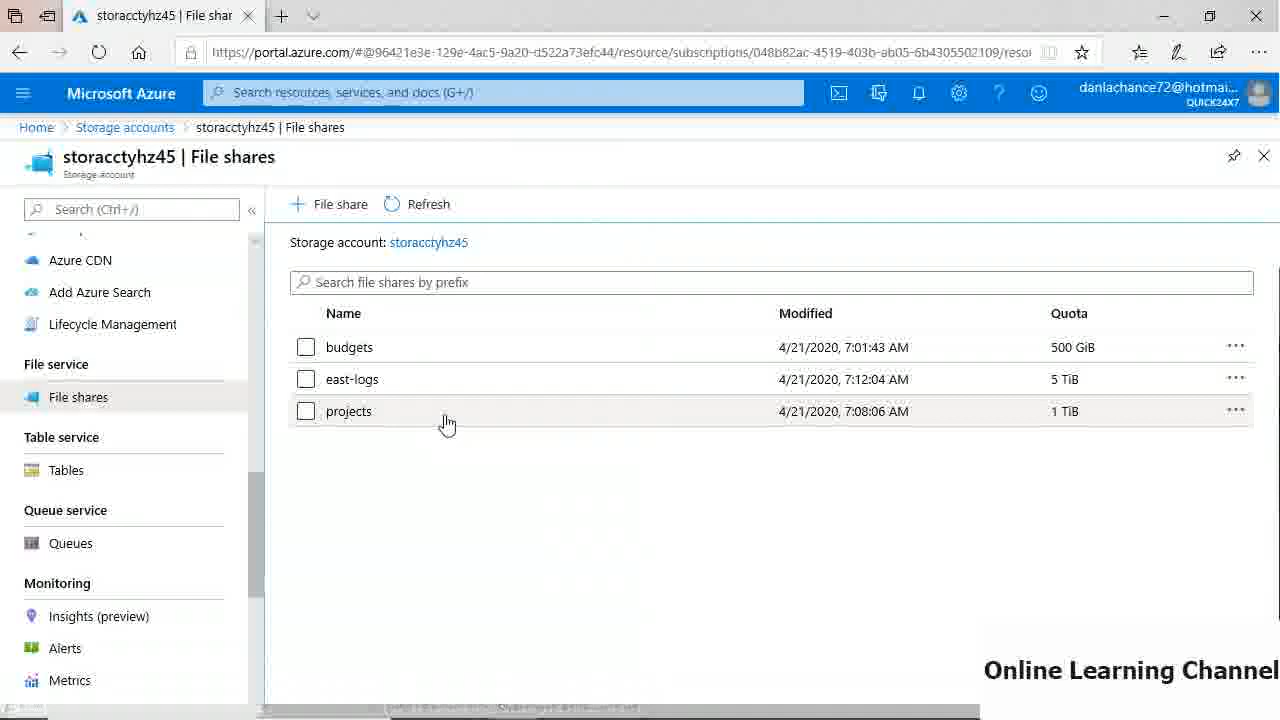 storacctyhz45 | File shar
https://portal.azure.com/#@96421e3e-129e-4ac5-9a20-d522a73efc44/resource/subscriptions/048b82ac-4519-403b-ab05-6b4305502109/resou
Microsoft Azure
Search resources, services, and docs (G+/)
danlachance72@hotmai...
QUICK24X7
Home > Storage accounts > storacctyhz45 | File shares
storacctyhz45 | File shares
Storage account
Search (Ctrl+/)
Azure CDN
Add Azure Search
Lifecycle Management
File service
File shares
Table service
Tables
Queue service
Queues
Monitoring
Insights (preview)
Alerts
Metrics
File share
Refresh
Storage account: storacctyhz45
Search file shares by prefix
Name Modified Quota
budgets 4/21/2020, 7:01:43 AM 500 GiB
east-logs 4/21/2020, 7:12:04 AM 5 TiB
projects 4/21/2020, 7:08:06 AM 1 TiB
Online Learning Channel